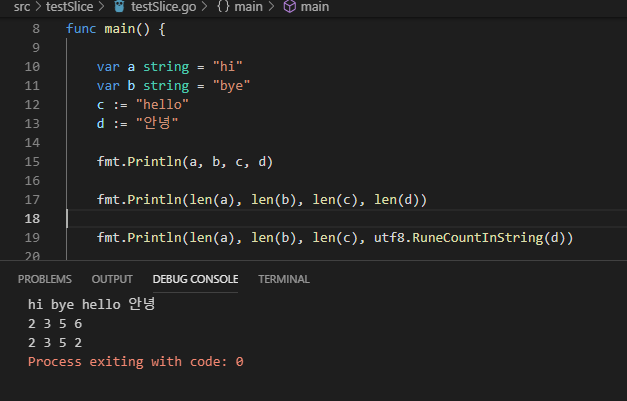 src > testSlice > testSlice.go > {} main > main
8 func main() {
9
10 var a string = "hi"
11 var b string = "bye"
12 c := "hello"
13 d := "안녕"
14
15 fmt.Println(a, b, c, d)
16
17 fmt.Println(len(a), len(b), len(c), len(d))
18
19 fmt.Println(len(a), len(b), len(c), utf8.RuneCountInString(d))
20
PROBLEMS OUTPUT DEBUG CONSOLE TERMINAL
hi bye hello 안녕
2 3 5 6
2 3 5 2
Process exiting with code: 0